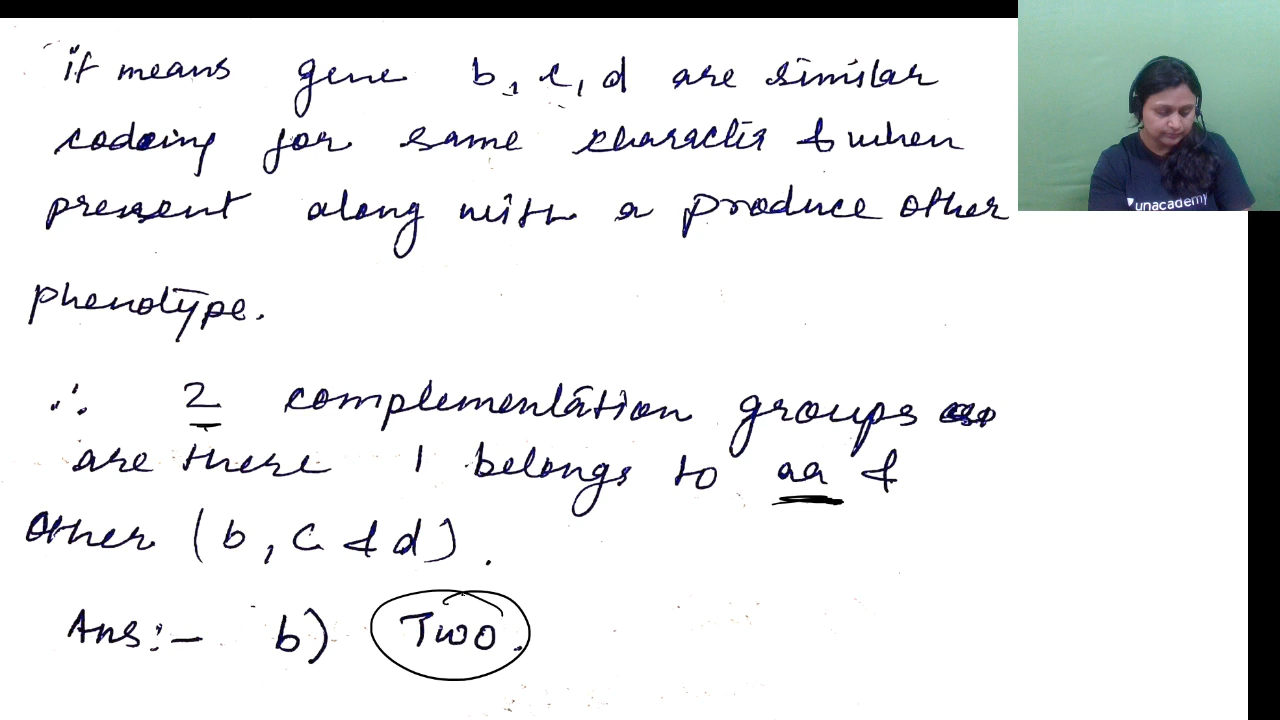 it means gene b, c, d are similar
codeing for same character & when
present along with a produce other
phenotype.
∴ 2 complementation groups
are there 1 belongs to aa &
other (b, c & d).
Ans:- b) Two.
unacademy